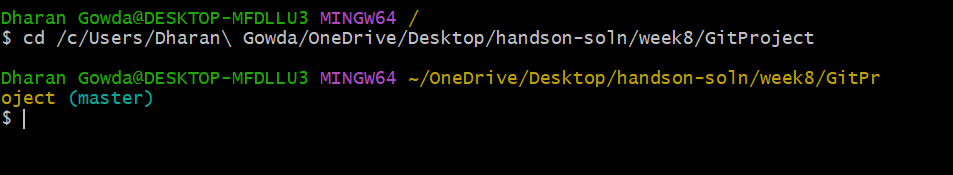 Dharan Gowda@DESKTOP-MFDLLU3 MINGW64 /
$ cd /c/Users/Dharan\ Gowda/OneDrive/Desktop/handson-soln/week8/GitProject
Dharan Gowda@DESKTOP-MFDLLU3 MINGW64 ~/OneDrive/Desktop/handson-soln/week8/GitPr
oject (master)
$